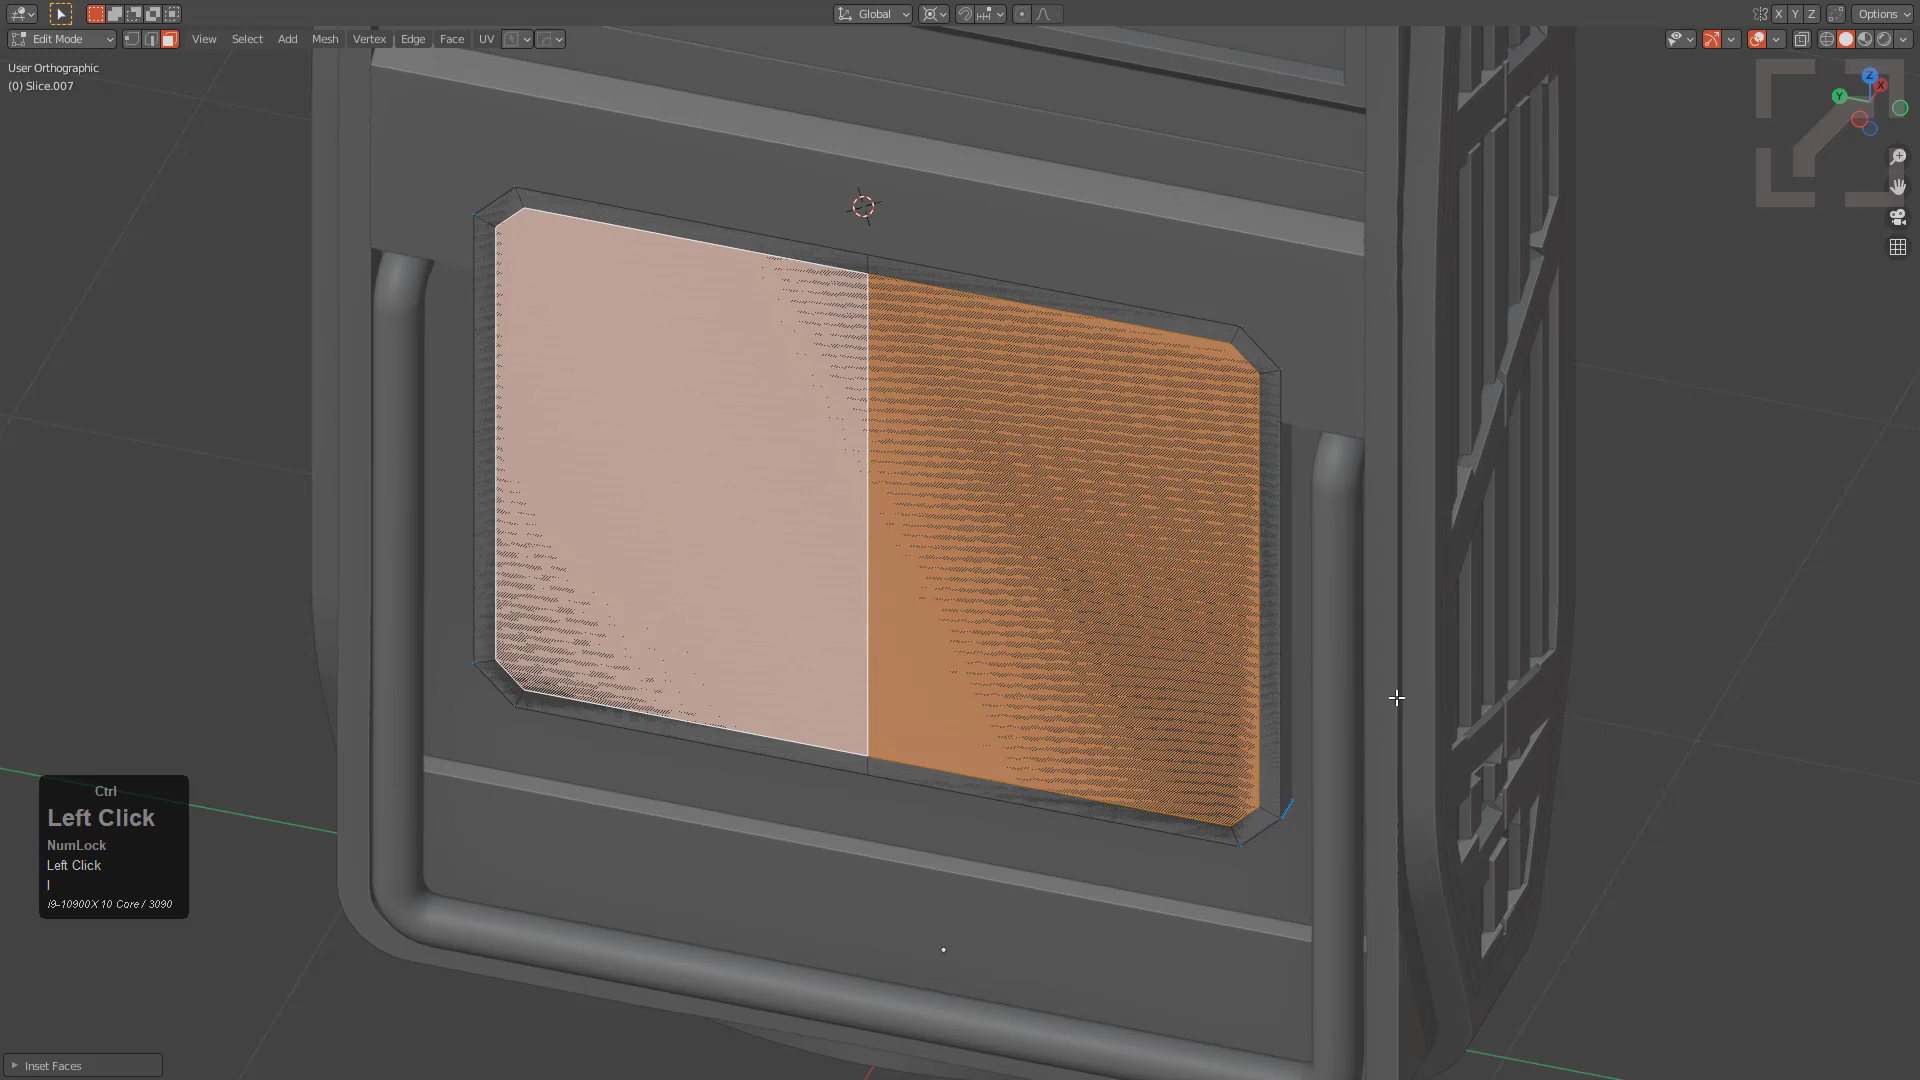 Global
X Y Z
Options
Edit Mode
View
Select
Add
Mesh
Vertex
Edge
Face
UV
User Orthographic
(0) Slice.007
Z
X
Y
Ctrl
Left Click
NumLock
Left Click
I
i9-10900X 10 Core / 3090
Inset Faces